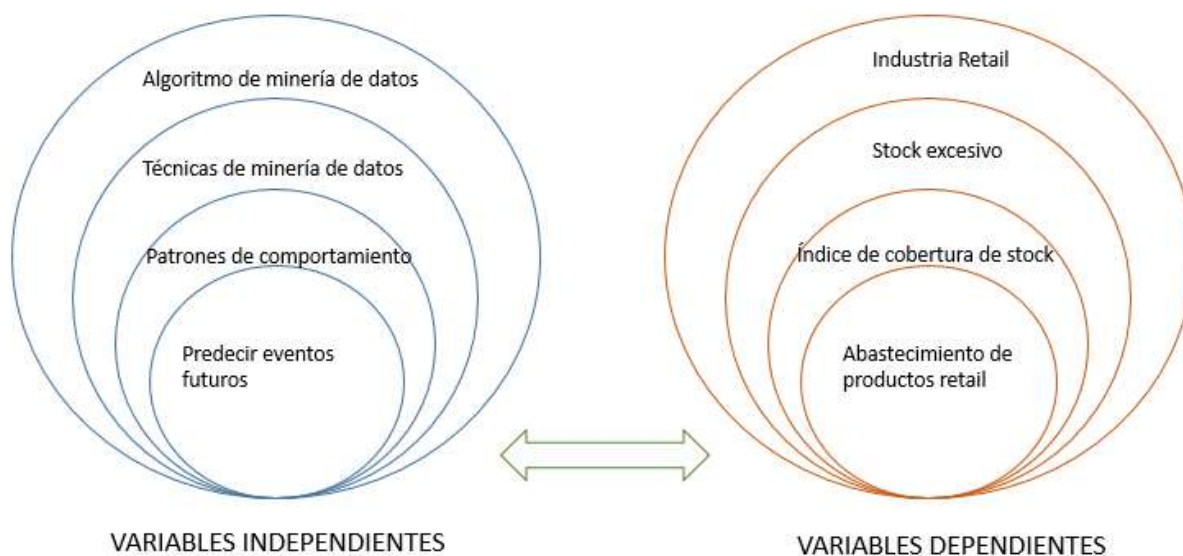 Algoritmo de minería de datos
Técnicas de minería de datos
Patrones de comportamiento
Predecir eventos
futuros
VARIABLES INDEPENDIENTES
Industria Retail
Stock excesivo
Índice de cobertura de stock
Abastecimiento de
productos retail
VARIABLES DEPENDIENTES